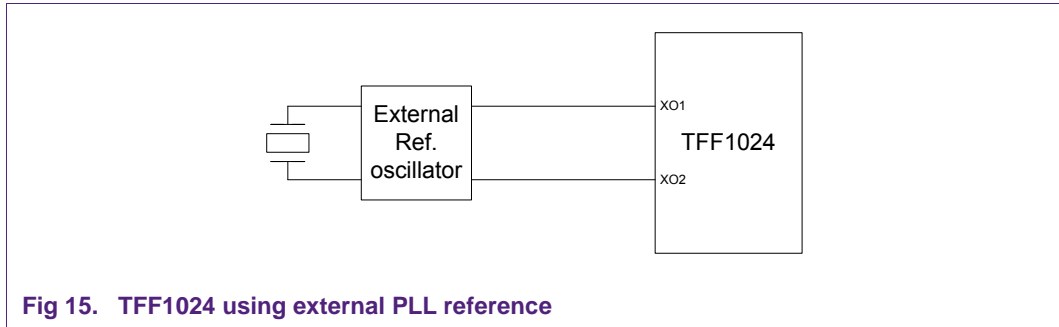 External
Ref.
oscillator
XO1
TFF1024
XO2
Fig 15. TFF1024 using external PLL reference